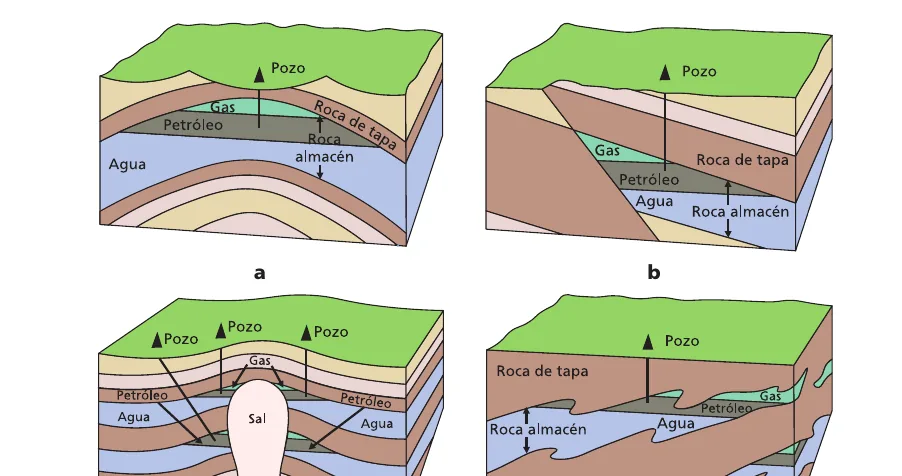 Pozo
Gas
Roca de tapa
Petróleo
Roca
almacén
Agua
a
Pozo
Gas
Roca de tapa
Petróleo
Agua
Roca almacén
b
Pozo
Pozo
Pozo
Gas
Petróleo
Petróleo
Agua
Agua
Sal
Pozo
Roca de tapa
Gas
Petróleo
Agua
Roca almacén